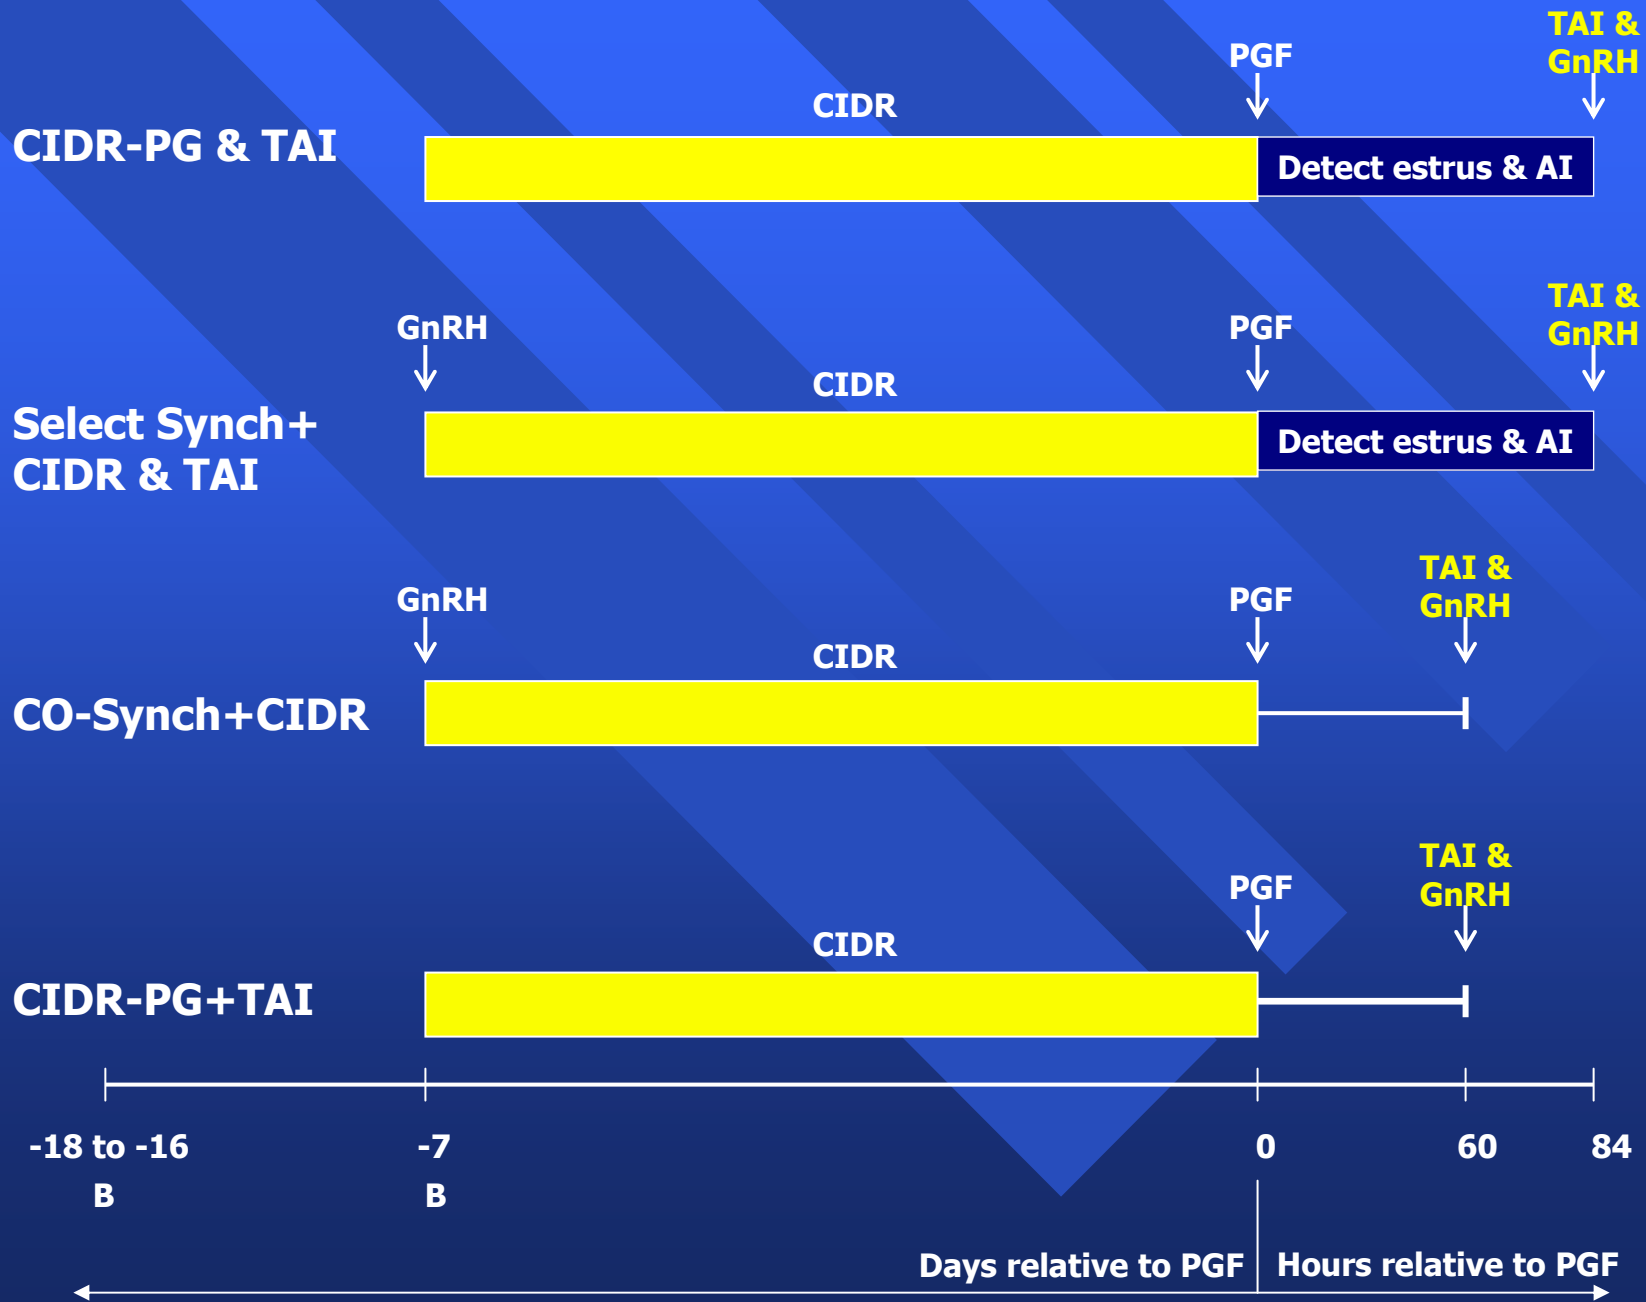 TAI &
GnRH
PGF
CIDR
CIDR-PG & TAI
Detect estrus & AI
TAI &
GnRH
GnRH
PGF
CIDR
Select Synch+
CIDR & TAI
Detect estrus & AI
TAI &
GnRH
GnRH
PGF
CIDR
CO-Synch+CIDR
TAI &
GnRH
PGF
CIDR
CIDR-PG+TAI
-18 to -16 -7 0 60 84
B B
Days relative to PGF Hours relative to PGF